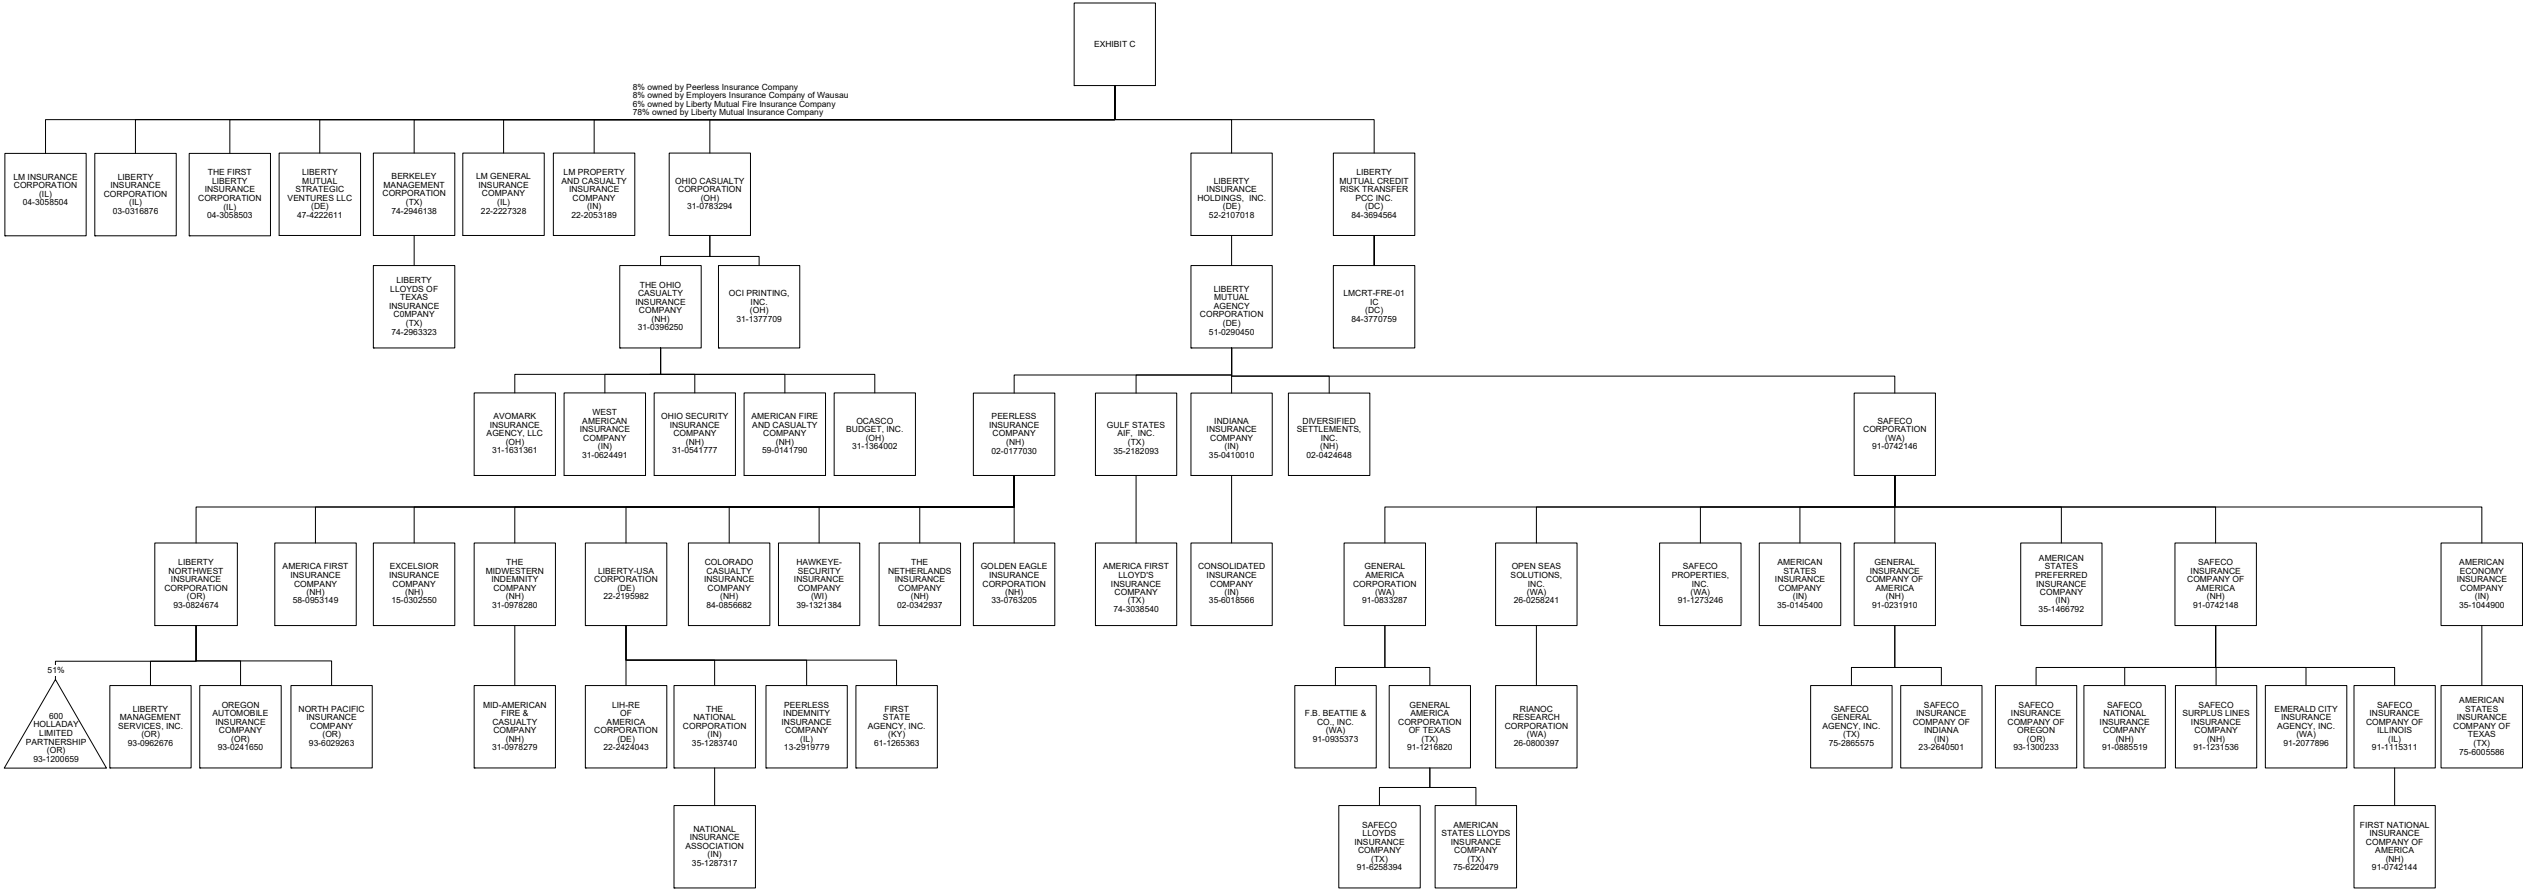 EXHIBIT C
8% owned by Peerless Insurance Company
8% owned by Employers Insurance Company of Wausau
6% owned by Liberty Mutual Fire Insurance Company
78% owned by Liberty Mutual Insurance Company
LM INSURANCE
CORPORATION
(IL)
04-3058504
LIBERTY
INSURANCE
CORPORATION
(IL)
03-0316876
THE FIRST
LIBERTY
INSURANCE
CORPORATION
(IL)
04-3058503
LIBERTY
MUTUAL
STRATEGIC
VENTURES LLC
(DE)
47-4222611
BERKELEY
MANAGEMENT
CORPORATION
(TX)
74-2946138
LM GENERAL
INSURANCE
COMPANY
(IL)
22-2227328
LM PROPERTY
AND CASUALTY
INSURANCE
COMPANY
(IN)
22-2053189
OHIO CASUALTY
CORPORATION
(OH)
31-0783294
LIBERTY
INSURANCE
HOLDINGS, INC.
(DE)
52-2107018
LIBERTY
MUTUAL CREDIT
RISK TRANSFER
PCC INC.
(DC)
84-3694564
LIBERTY
LLOYDS OF
TEXAS
INSURANCE
C0MPANY
(TX)
74-2963323
THE OHIO
CASUALTY
INSURANCE
COMPANY
(NH)
31-0396250
OCI PRINTING,
INC.
(OH)
31-1377709
LIBERTY
MUTUAL
AGENCY
CORPORATION
(DE)
51-0290450
LMCRT-FRE-01
IC
(DC)
84-3770759
AVOMARK
INSURANCE
AGENCY, LLC
(OH)
31-1631361
WEST
AMERICAN
INSURANCE
COMPANY
(IN)
31-0624491
OHIO SECURITY
INSURANCE
COMPANY
(NH)
31-0541777
AMERICAN FIRE
AND CASUALTY
COMPANY
(NH)
59-0141790
OCASCO
BUDGET, INC.
(OH)
31-1364002
PEERLESS
INSURANCE
COMPANY
(NH)
02-0177030
GULF STATES
AIF, INC.
(TX)
35-2182093
INDIANA
INSURANCE
COMPANY
(IN)
35-0410010
DIVERSIFIED
SETTLEMENTS,
INC.
(NH)
02-0424648
SAFECO
CORPORATION
(WA)
91-0742146
LIBERTY
NORTHWEST
INSURANCE
CORPORATION
(OR)
93-0824674
AMERICA FIRST
INSURANCE
COMPANY
(NH)
58-0953149
EXCELSIOR
INSURANCE
COMPANY
(NH)
15-0302550
THE
MIDWESTERN
INDEMNITY
COMPANY
(NH)
31-0978280
LIBERTY-USA
CORPORATION
(DE)
22-2195982
COLORADO
CASUALTY
INSURANCE
COMPANY
(NH)
84-0856682
HAWKEYE-
SECURITY
INSURANCE
COMPANY
(WI)
39-1321384
THE
NETHERLANDS
INSURANCE
COMPANY
(NH)
02-0342937
GOLDEN EAGLE
INSURANCE
CORPORATION
(NH)
33-0763205
AMERICA FIRST
LLOYD'S
INSURANCE
COMPANY
(TX)
74-3038540
CONSOLIDATED
INSURANCE
COMPANY
(IN)
35-6018566
GENERAL
AMERICA
CORPORATION
(WA)
91-0833287
OPEN SEAS
SOLUTIONS,
INC.
(WA)
26-0258241
SAFECO
PROPERTIES,
INC.
(WA)
91-1273246
AMERICAN
STATES
INSURANCE
COMPANY
(IN)
35-0145400
GENERAL
INSURANCE
COMPANY OF
AMERICA
(NH)
91-0231910
AMERICAN
STATES
PREFERRED
INSURANCE
COMPANY
(IN)
35-1466792
SAFECO
INSURANCE
COMPANY OF
AMERICA
(NH)
91-0742148
AMERICAN
ECONOMY
INSURANCE
COMPANY
(IN)
35-1044900
51%
600
HOLLADAY
LIMITED
PARTNERSHIP
(OR)
93-1200659
LIBERTY
MANAGEMENT
SERVICES, INC.
(OR)
93-0962676
OREGON
AUTOMOBILE
INSURANCE
COMPANY
(OR)
93-0241650
NORTH PACIFIC
INSURANCE
COMPANY
(OR)
93-6029263
MID-AMERICAN
FIRE &
CASUALTY
COMPANY
(NH)
31-0978279
LIH-RE
OF
AMERICA
CORPORATION
(DE)
22-2424043
THE
NATIONAL
CORPORATION
(IN)
35-1283740
PEERLESS
INDEMNITY
INSURANCE
COMPANY
(IL)
13-2919779
FIRST
STATE
AGENCY, INC.
(KY)
61-1265363
F.B. BEATTIE &
CO., INC.
(WA)
91-0935373
GENERAL
AMERICA
CORPORATION
OF TEXAS
(TX)
91-1216820
RIANOC
RESEARCH
CORPORATION
(WA)
26-0800397
SAFECO
GENERAL
AGENCY, INC.
(TX)
75-2865575
SAFECO
INSURANCE
COMPANY OF
INDIANA
(IN)
23-2640501
SAFECO
INSURANCE
COMPANY OF
OREGON
(OR)
93-1300233
SAFECO
NATIONAL
INSURANCE
COMPANY
(NH)
91-0885519
SAFECO
SURPLUS LINES
INSURANCE
COMPANY
(NH)
91-1231536
EMERALD CITY
INSURANCE
AGENCY, INC.
(WA)
91-2077896
SAFECO
INSURANCE
COMPANY OF
ILLINOIS
(IL)
91-1115311
AMERICAN
STATES
INSURANCE
COMPANY OF
TEXAS
(TX)
75-6005586
NATIONAL
INSURANCE
ASSOCIATION
(IN)
35-1287317
SAFECO
LLOYDS
INSURANCE
COMPANY
(TX)
91-6258394
AMERICAN
STATES LLOYDS
INSURANCE
COMPANY
(TX)
75-6220479
FIRST NATIONAL
INSURANCE
COMPANY OF
AMERICA
(NH)
91-0742144